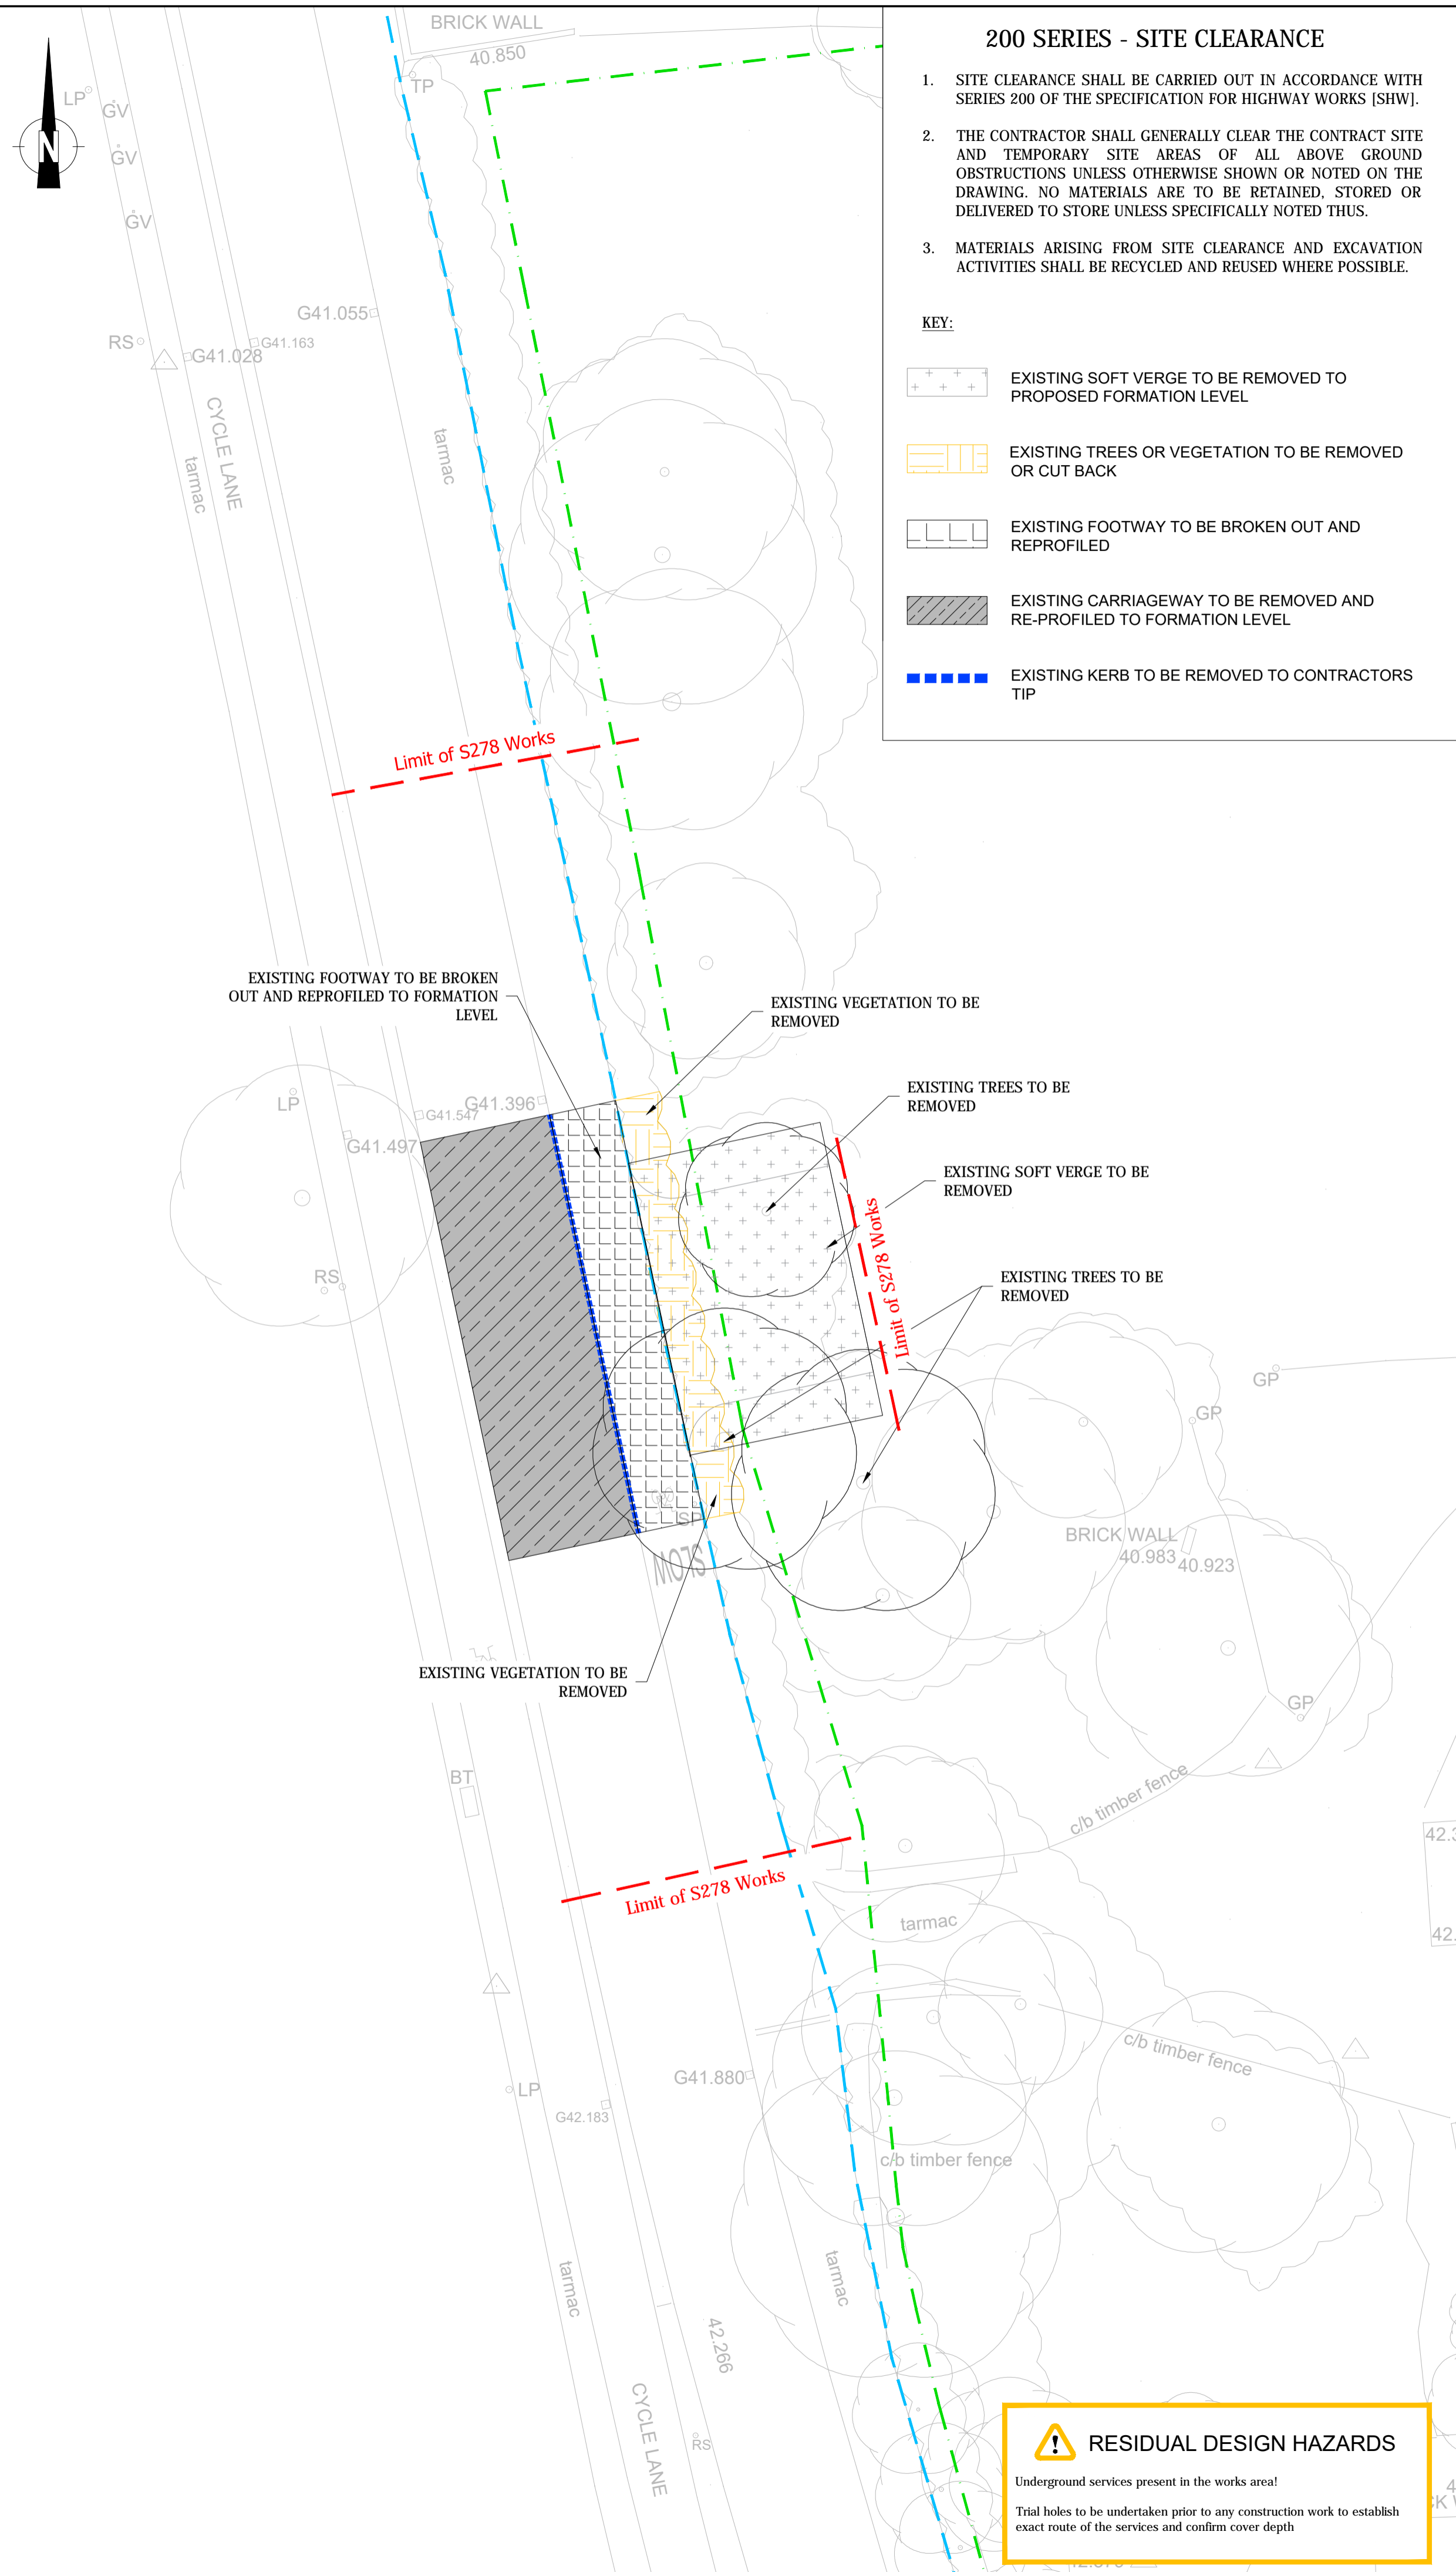 BRICK WALL
40.850
TP
LP
GV
GV
GV
N
200 SERIES - SITE CLEARANCE
1. SITE CLEARANCE SHALL BE CARRIED OUT IN ACCORDANCE WITH
SERIES 200 OF THE SPECIFICATION FOR HIGHWAY WORKS [SHW].
2. THE CONTRACTOR SHALL GENERALLY CLEAR THE CONTRACT SITE
AND TEMPORARY SITE AREAS OF ALL ABOVE GROUND
OBSTRUCTIONS UNLESS OTHERWISE SHOWN OR NOTED ON THE
DRAWING. NO MATERIALS ARE TO BE RETAINED, STORED OR
DELIVERED TO STORE UNLESS SPECIFICALLY NOTED THUS.
3. MATERIALS ARISING FROM SITE CLEARANCE AND EXCAVATION
ACTIVITIES SHALL BE RECYCLED AND REUSED WHERE POSSIBLE.
KEY:
EXISTING SOFT VERGE TO BE REMOVED TO
PROPOSED FORMATION LEVEL
EXISTING TREES OR VEGETATION TO BE REMOVED
OR CUT BACK
EXISTING FOOTWAY TO BE BROKEN OUT AND
REPROFILED
EXISTING CARRIAGEWAY TO BE REMOVED AND
RE-PROFILED TO FORMATION LEVEL
EXISTING KERB TO BE REMOVED TO CONTRACTORS
TIP
G41.055
RS
G41.163
G41.028
CYCLE LANE
tarmac
tarmac
Limit of S278 Works
EXISTING FOOTWAY TO BE BROKEN
OUT AND REPROFILED TO FORMATION
LEVEL
EXISTING VEGETATION TO BE
REMOVED
EXISTING TREES TO BE
REMOVED
LP
G41.396
G41.547
G41.497
EXISTING SOFT VERGE TO BE
REMOVED
Limit of S278 Works
RS
EXISTING TREES TO BE
REMOVED
GP
GP
SP
BRICK WALL
40.983
40.923
SLOW
EXISTING VEGETATION TO BE
REMOVED
GP
BT
c/b timber fence
42.3
Limit of S278 Works
tarmac
42.
c/b timber fence
G41.880
LP
G42.183
c/b timber fence
tarmac
tarmac
42.266
CYCLE LANE
RS
RESIDUAL DESIGN HAZARDS
Underground services present in the works area!
Trial holes to be undertaken prior to any construction work to establish
exact route of the services and confirm cover depth